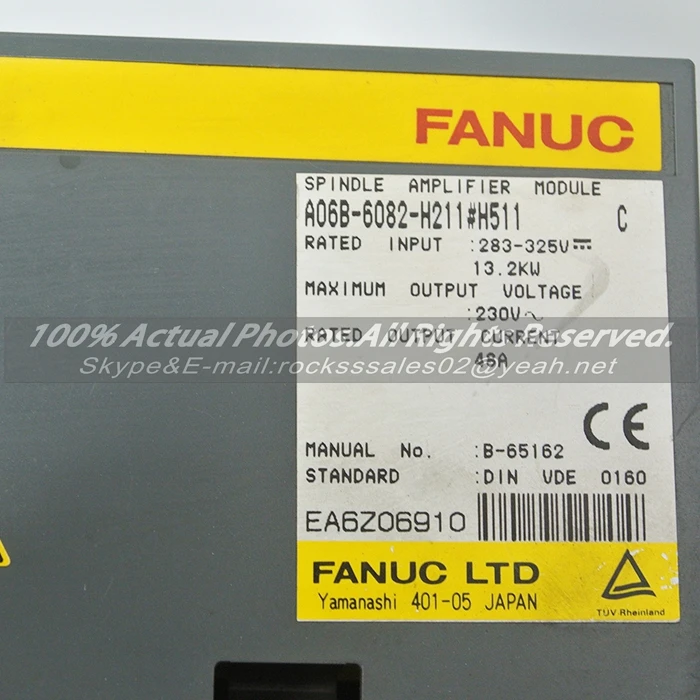 FANUC
SPINDLE AMPLIFIER MODULE
A06B-6082-H211#H511 C
RATED INPUT :283-325V⎓
13.2KW
MAXIMUM OUTPUT VOLTAGE
:230V~
100% Actual Photos.All Rights Reserved.
RATED OUTPUT CURRENT
48A
Skype&E-mail:rocksssales02@yeah.net
CE
MANUAL No. :B-65162
STANDARD :DIN VDE 0160
EA6Z06910
FANUC LTD
Yamanashi 401-05 JAPAN
TÜV Rheinland